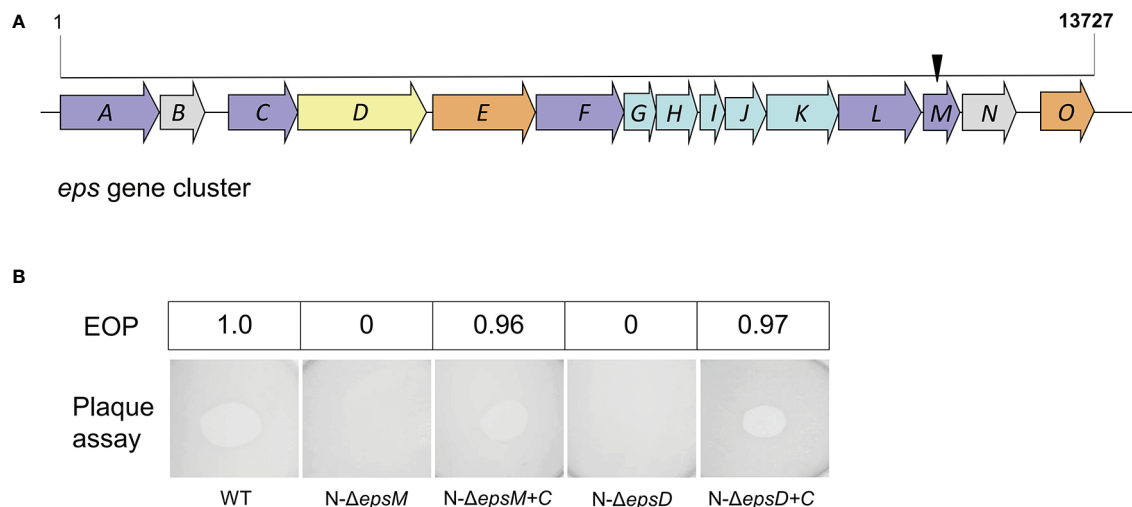 A
1
13727
A B C D E F G H I J K L M N O
eps gene cluster
B
EOP 1.0 0 0.96 0 0.97
Plaque
assay
WT N-ΔepsM N-ΔepsM+C N-ΔepsD N-ΔepsD+C